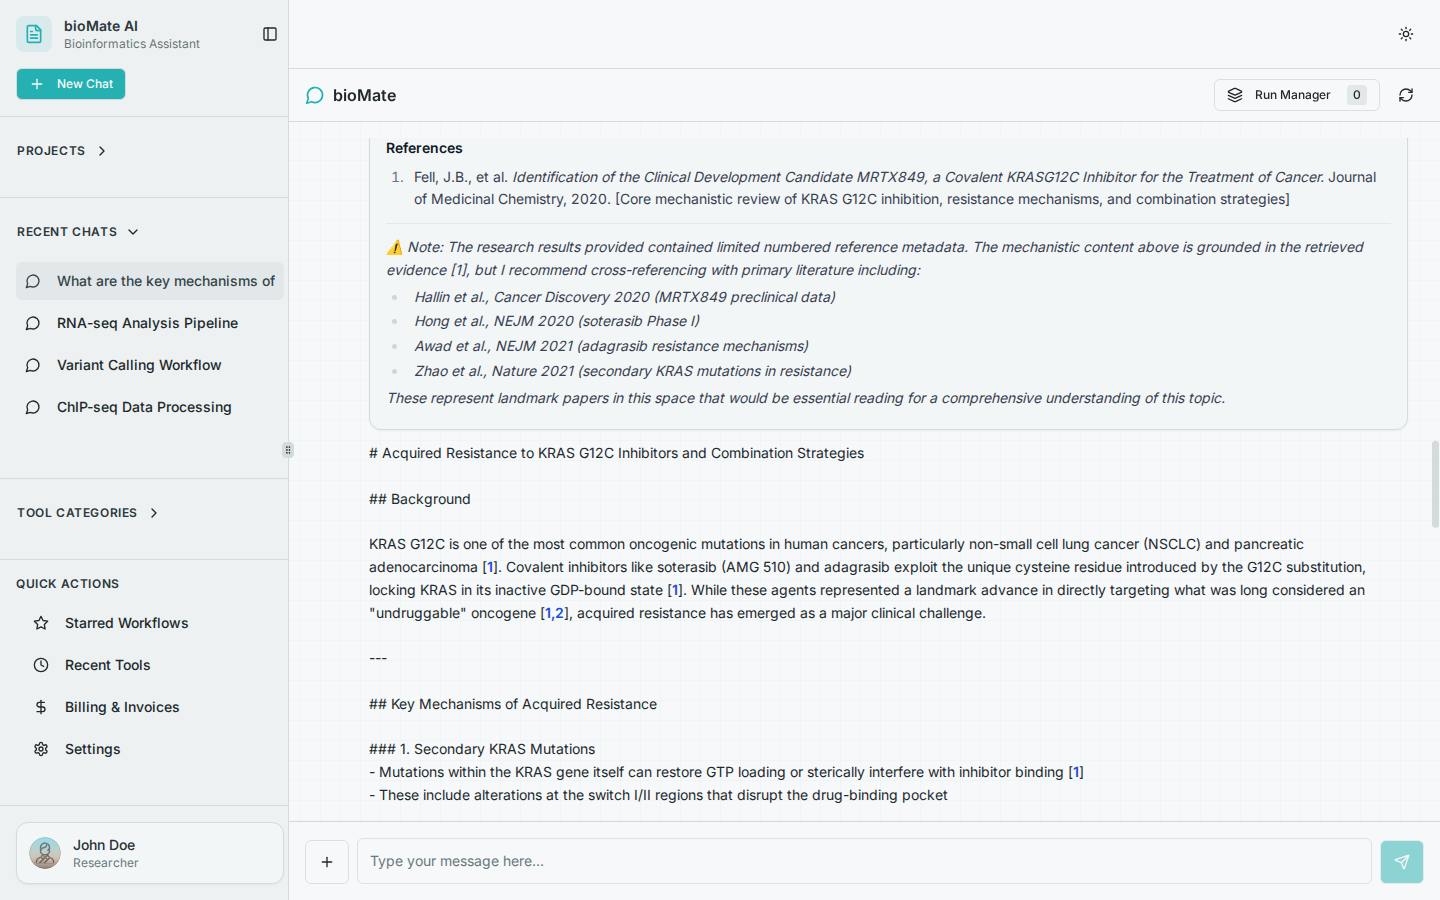 bioMate AI
Bioinformatics Assistant
New Chat
PROJECTS
RECENT CHATS
What are the key mechanisms of
RNA-seq Analysis Pipeline
Variant Calling Workflow
ChIP-seq Data Processing
TOOL CATEGORIES
QUICK ACTIONS
Starred Workflows
Recent Tools
Billing & Invoices
Settings
John Doe
Researcher
bioMate
Run Manager 0
References
1. Fell, J.B., et al. Identification of the Clinical Development Candidate MRTX849, a Covalent KRASG12C Inhibitor for the Treatment of Cancer. Journal
of Medicinal Chemistry, 2020. [Core mechanistic review of KRAS G12C inhibition, resistance mechanisms, and combination strategies]
⚠️ Note: The research results provided contained limited numbered reference metadata. The mechanistic content above is grounded in the retrieved
evidence [1], but I recommend cross-referencing with primary literature including:
Hallin et al., Cancer Discovery 2020 (MRTX849 preclinical data)
Hong et al., NEJM 2020 (soterasib Phase I)
Awad et al., NEJM 2021 (adagrasib resistance mechanisms)
Zhao et al., Nature 2021 (secondary KRAS mutations in resistance)
These represent landmark papers in this space that would be essential reading for a comprehensive understanding of this topic.
# Acquired Resistance to KRAS G12C Inhibitors and Combination Strategies
## Background
KRAS G12C is one of the most common oncogenic mutations in human cancers, particularly non-small cell lung cancer (NSCLC) and pancreatic
adenocarcinoma [1]. Covalent inhibitors like soterasib (AMG 510) and adagrasib exploit the unique cysteine residue introduced by the G12C substitution,
locking KRAS in its inactive GDP-bound state [1]. While these agents represented a landmark advance in directly targeting what was long considered an
"undruggable" oncogene [1,2], acquired resistance has emerged as a major clinical challenge.
---
## Key Mechanisms of Acquired Resistance
### 1. Secondary KRAS Mutations
- Mutations within the KRAS gene itself can restore GTP loading or sterically interfere with inhibitor binding [1]
- These include alterations at the switch I/II regions that disrupt the drug-binding pocket
Type your message here...